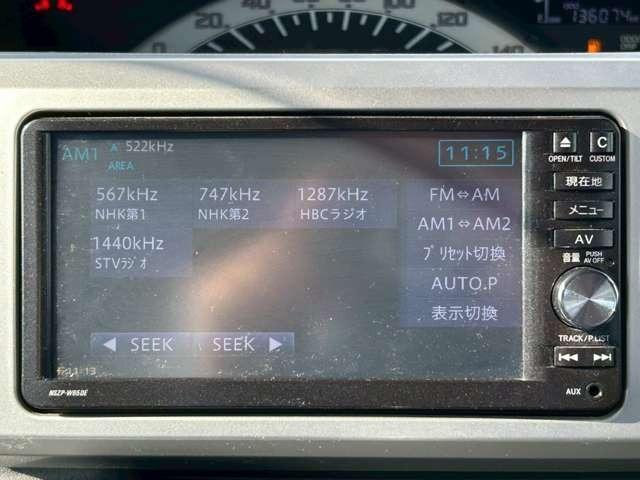 0 20 40 120 140
136074
AM1 A 522kHz
AREA
11:15
OPEN/TILT CUSTOM
C
567kHz 747kHz 1287kHz
NHK第1 NHK第2 HBCラジオ
1440kHz
STVラジオ
FM⇔AM
AM1⇔AM2
プリセット切換
AUTO.P
表示切換
◀ SEEK SEEK ▶
現在地
メニュー
AV
音量 PUSH AV OFF
TRACK/P.LIST
AUX
NSZP-W65DE